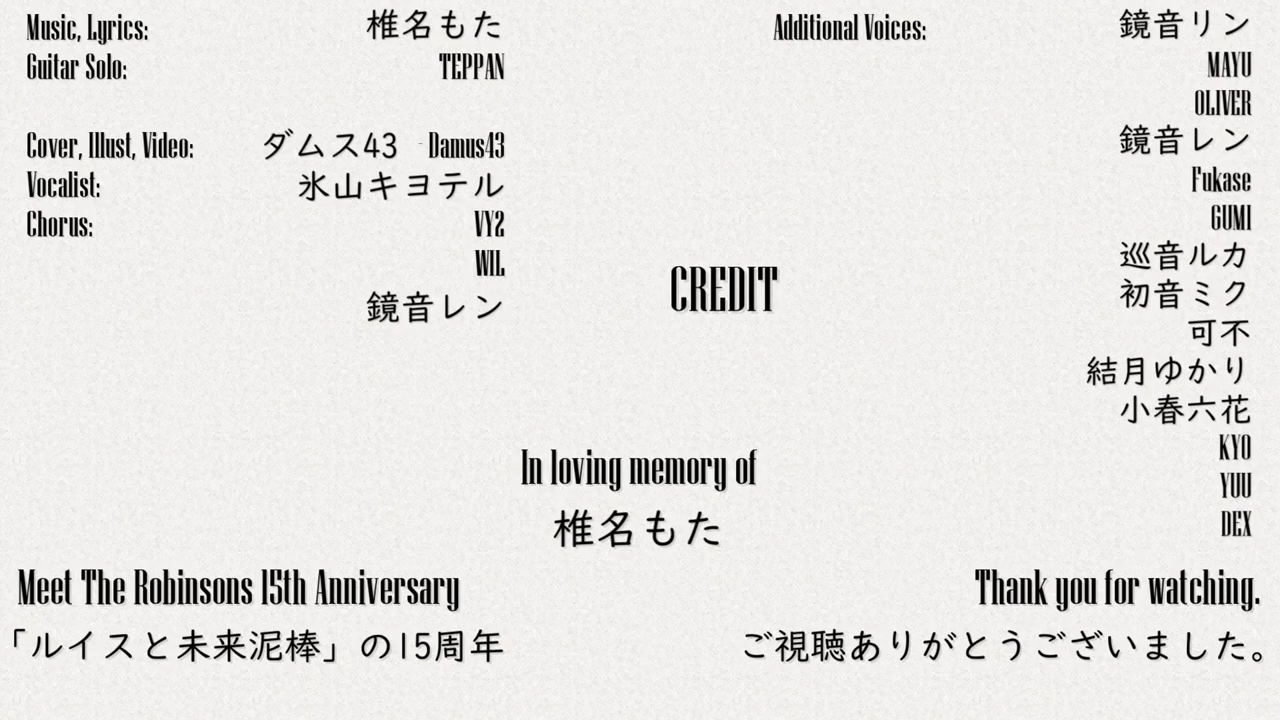 Music, Lyrics: 椎名もた
Guitar Solo: TEPPAN
Cover, Illust, Video: ダムス43 - Damus43
Vocalist: 氷山キヨテル
Chorus: VY2
WIL
鏡音レン
Additional Voices: 鏡音リン
MAYU
OLIVER
鏡音レン
Fukase
GUMI
巡音ルカ
初音ミク
可不
結月ゆかり
小春六花
KYO
YUU
DEX
CREDIT
In loving memory of
椎名もた
Meet The Robinsons 15th Anniversary
「ルイスと未来泥棒」の15周年
Thank you for watching.
ご視聴ありがとうございました。